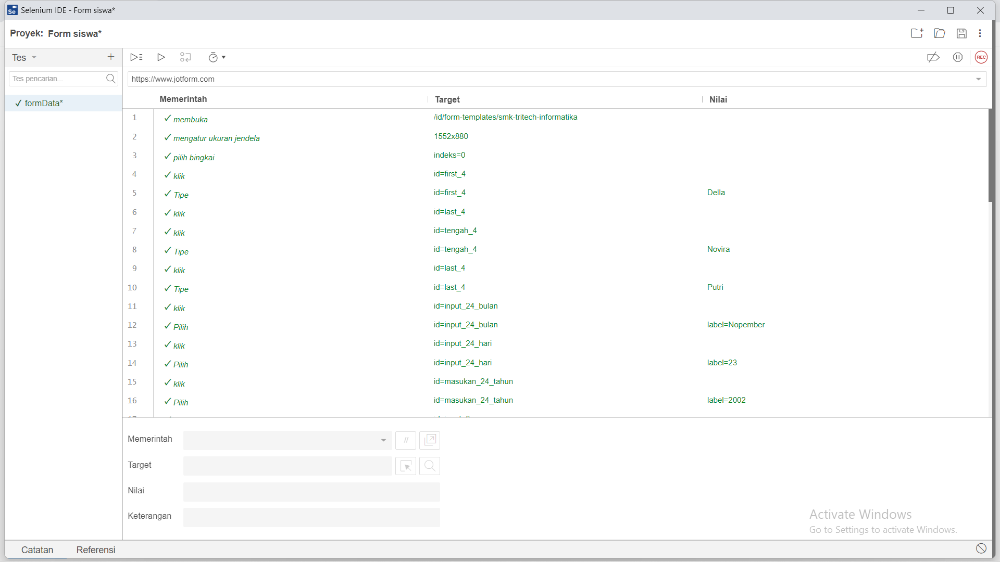 Selenium IDE - Form siswa*
Proyek: Form siswa*
Tes
REC
Tes pencarian...
https://www.jotform.com
✓ formData*
Memerintah Target Nilai
1 ✓ membuka /id/form-templates/smk-tritech-informatika
2 ✓ mengatur ukuran jendela 1552x880
3 ✓ pilih bingkai indeks=0
4 ✓ klik id=first_4
5 ✓ Tipe id=first_4 Della
6 ✓ klik id=last_4
7 ✓ klik id=tengah_4
8 ✓ Tipe id=tengah_4 Novira
9 ✓ klik id=last_4
10 ✓ Tipe id=last_4 Putri
11 ✓ klik id=input_24_bulan
12 ✓ Pilih id=input_24_bulan label=Nopember
13 ✓ klik id=input_24_hari
14 ✓ Pilih id=input_24_hari label=23
15 ✓ klik id=masukan_24_tahun
16 ✓ Pilih id=masukan_24_tahun label=2002
Memerintah //
Target
Nilai
Keterangan
Activate Windows
Go to Settings to activate Windows.
Catatan Referensi